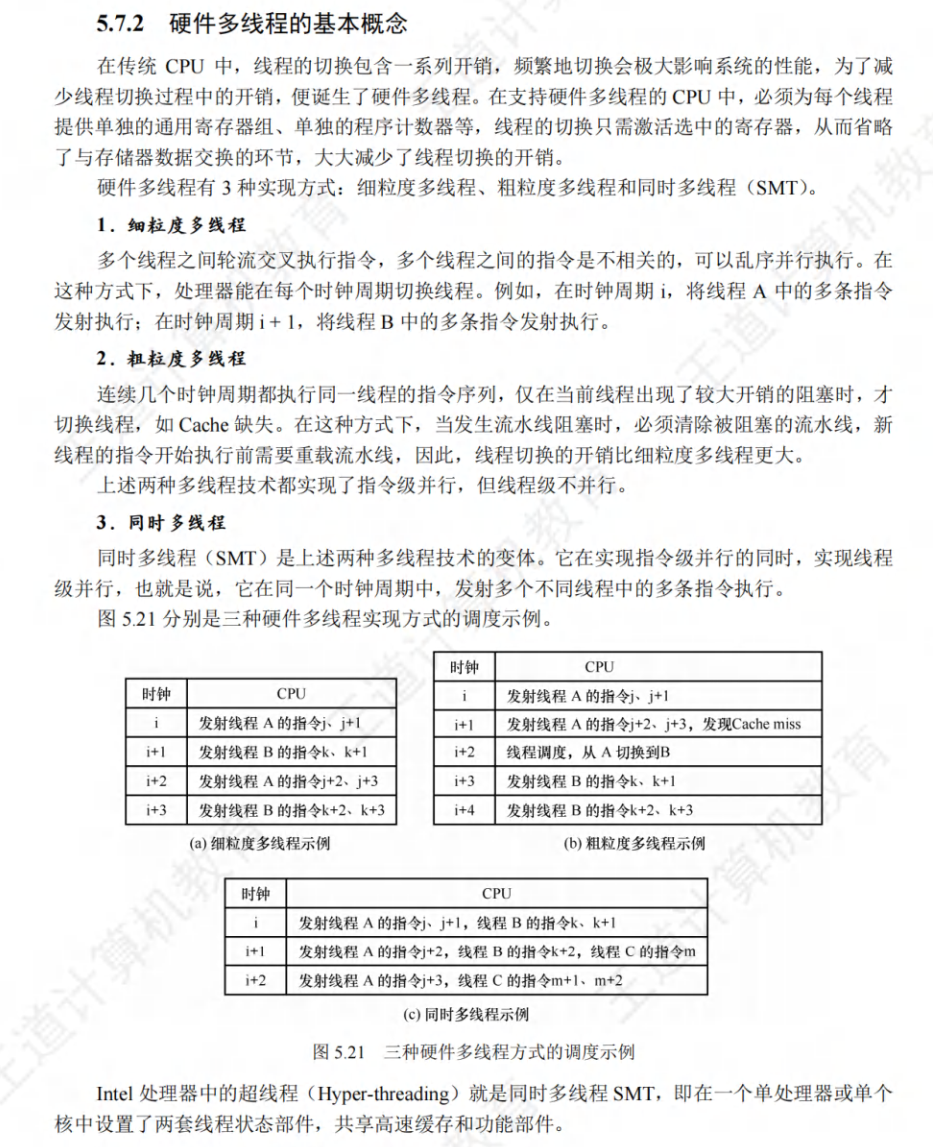 5.7.2 硬件多线程的基本概念
在传统 CPU 中，线程的切换包含一系列开销，频繁地切换会极大影响系统的性能，为了减
少线程切换过程中的开销，便诞生了硬件多线程。在支持硬件多线程的 CPU 中，必须为每个线程
提供单独的通用寄存器组、单独的程序计数器等，线程的切换只需激活选中的寄存器，从而省略
了与存储器数据交换的环节，大大减少了线程切换的开销。
硬件多线程有 3 种实现方式：细粒度多线程、粗粒度多线程和同时多线程（SMT）。
1．细粒度多线程
多个线程之间轮流交叉执行指令，多个线程之间的指令是不相关的，可以乱序并行执行。在
这种方式下，处理器能在每个时钟周期切换线程。例如，在时钟周期 i，将线程 A 中的多条指令
发射执行；在时钟周期 i + 1，将线程 B 中的多条指令发射执行。
2．粗粒度多线程
连续几个时钟周期都执行同一线程的指令序列，仅在当前线程出现了较大开销的阻塞时，才
切换线程，如 Cache 缺失。在这种方式下，当发生流水线阻塞时，必须清除被阻塞的流水线，新
线程的指令开始执行前需要重载流水线，因此，线程切换的开销比细粒度多线程更大。
上述两种多线程技术都实现了指令级并行，但线程级不并行。
3．同时多线程
同时多线程（SMT）是上述两种多线程技术的变体。它在实现指令级并行的同时，实现线程
级并行，也就是说，它在同一个时钟周期中，发射多个不同线程中的多条指令执行。
图 5.21 分别是三种硬件多线程实现方式的调度示例。
时钟 CPU
i 发射线程 A 的指令j、j+1
i+1 发射线程 B 的指令k、k+1
i+2 发射线程 A 的指令j+2、j+3
i+3 发射线程 B 的指令k+2、k+3
(a) 细粒度多线程示例
时钟 CPU
i 发射线程 A 的指令j、j+1
i+1 发射线程 A 的指令j+2、j+3，发现Cache miss
i+2 线程调度，从 A 切换到B
i+3 发射线程 B 的指令k、k+1
i+4 发射线程 B 的指令k+2、k+3
(b) 粗粒度多线程示例
时钟 CPU
i 发射线程 A 的指令j、j+1，线程 B 的指令k、k+1
i+1 发射线程 A 的指令j+2，线程 B 的指令k+2，线程 C 的指令m
i+2 发射线程 A 的指令j+3，线程 C 的指令m+1、m+2
(c) 同时多线程示例
图 5.21 三种硬件多线程方式的调度示例
Intel 处理器中的超线程（Hyper-threading）就是同时多线程 SMT，即在一个单处理器或单个
核中设置了两套线程状态部件，共享高速缓存和功能部件。
王道计算机教育